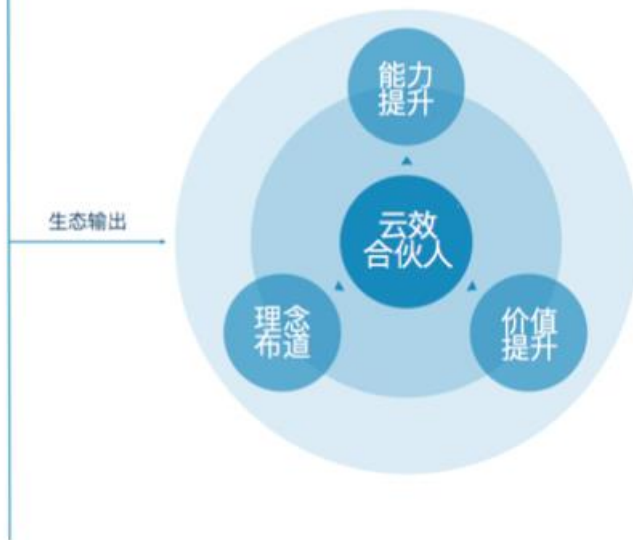 能力
提升
生态输出
云效
合伙人
理念
布道
价值
提升